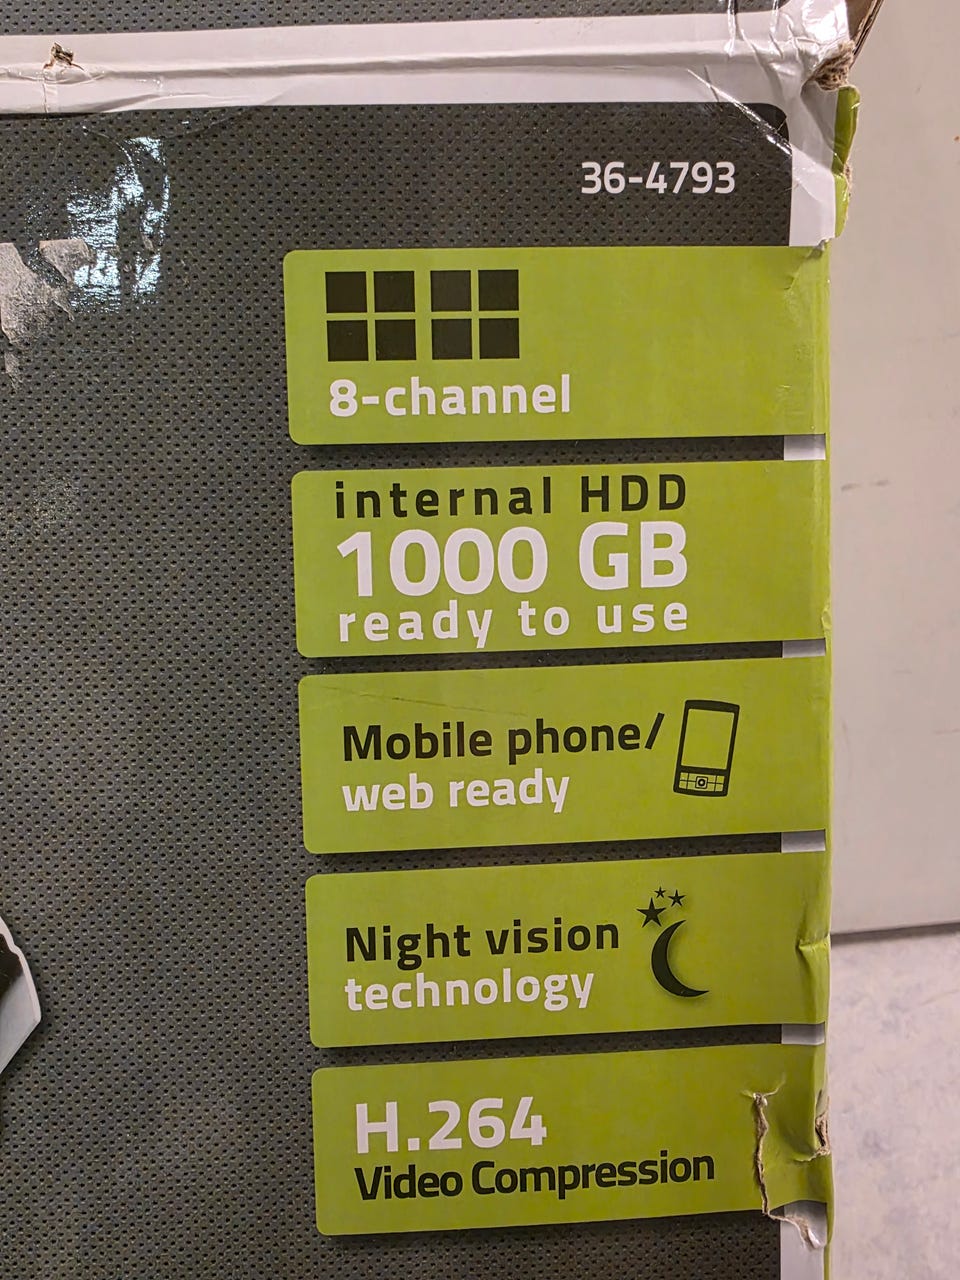 36-4793
8-channel
internal HDD
1000 GB
ready to use
Mobile phone/
web ready
Night vision
technology
H.264
Video Compression